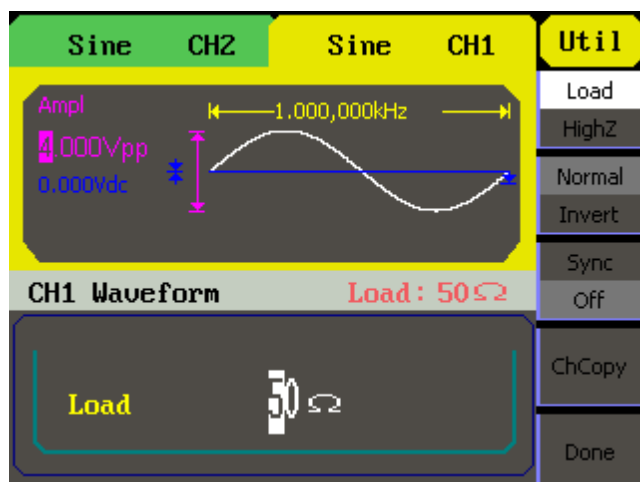 Sine CH2 Sine CH1 Util
Ampl
1.000,000kHz
4.000Vpp
0.000Vdc
CH1 Waveform Load: 50Ω
Load 50 Ω
Load
HighZ
Normal
Invert
Sync
Off
ChCopy
Done